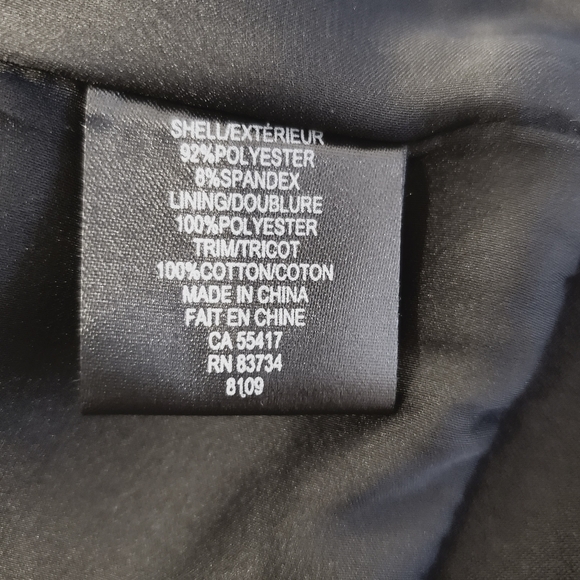 SHELL/EXTÉRIEUR
92%POLYESTER
8%SPANDEX
LINING/DOUBLURE
100%POLYESTER
TRIM/TRICOT
100%COTTON/COTON
MADE IN CHINA
FAIT EN CHINE
CA 55417
RN 83734
8109